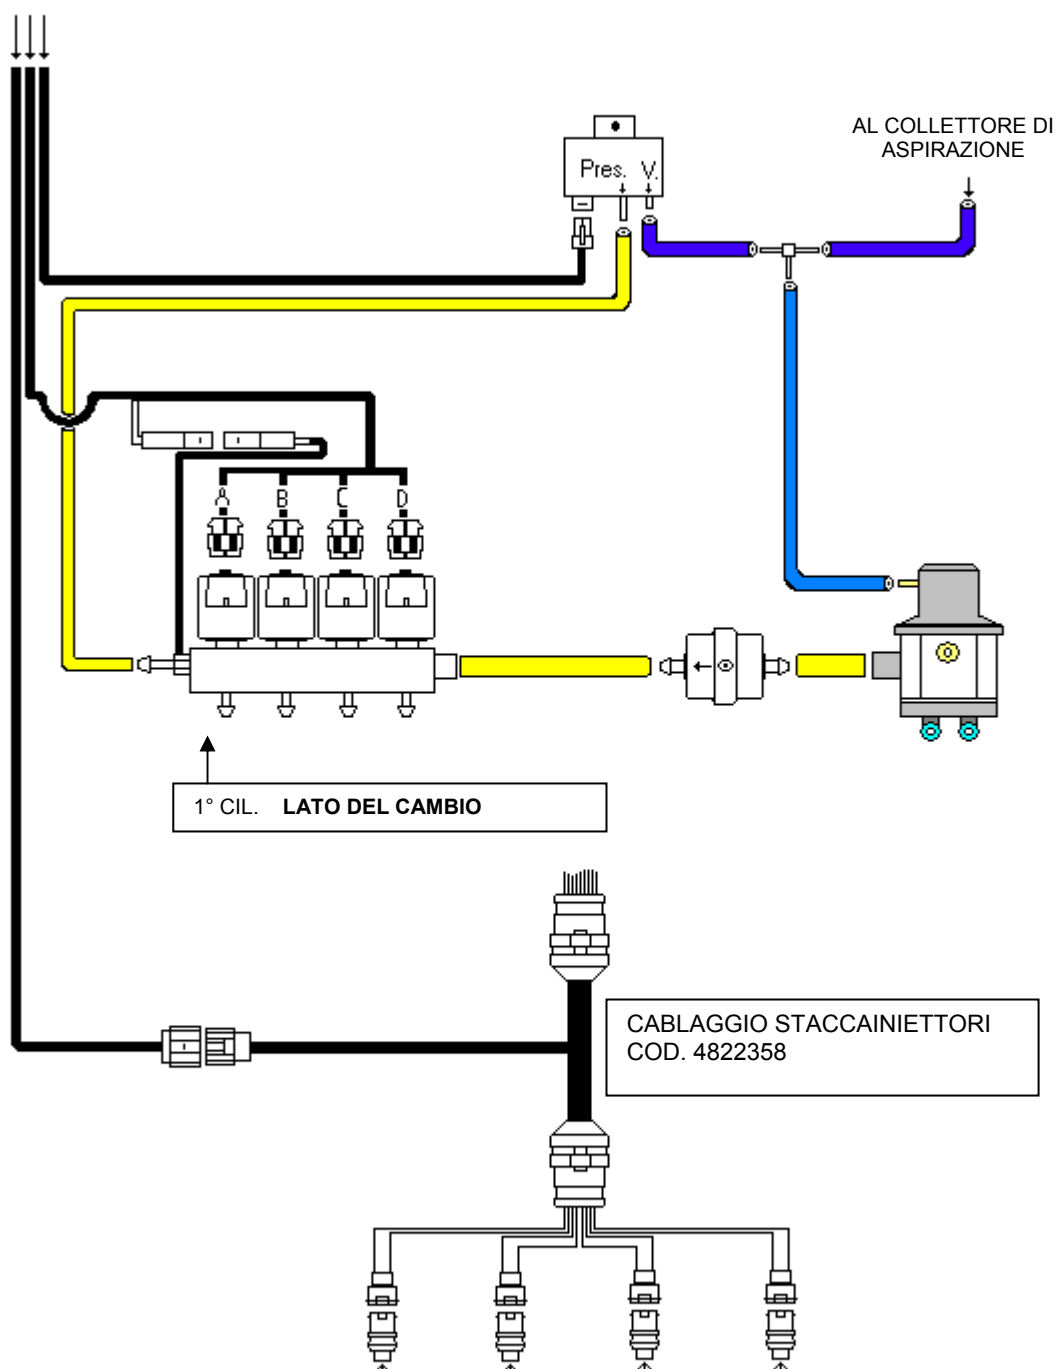 AL COLLETTORE DI
ASPIRAZIONE
Pres. V.
A B C D
1° CIL. LATO DEL CAMBIO
CABLAGGIO STACCAINIETTORI
COD. 4822358